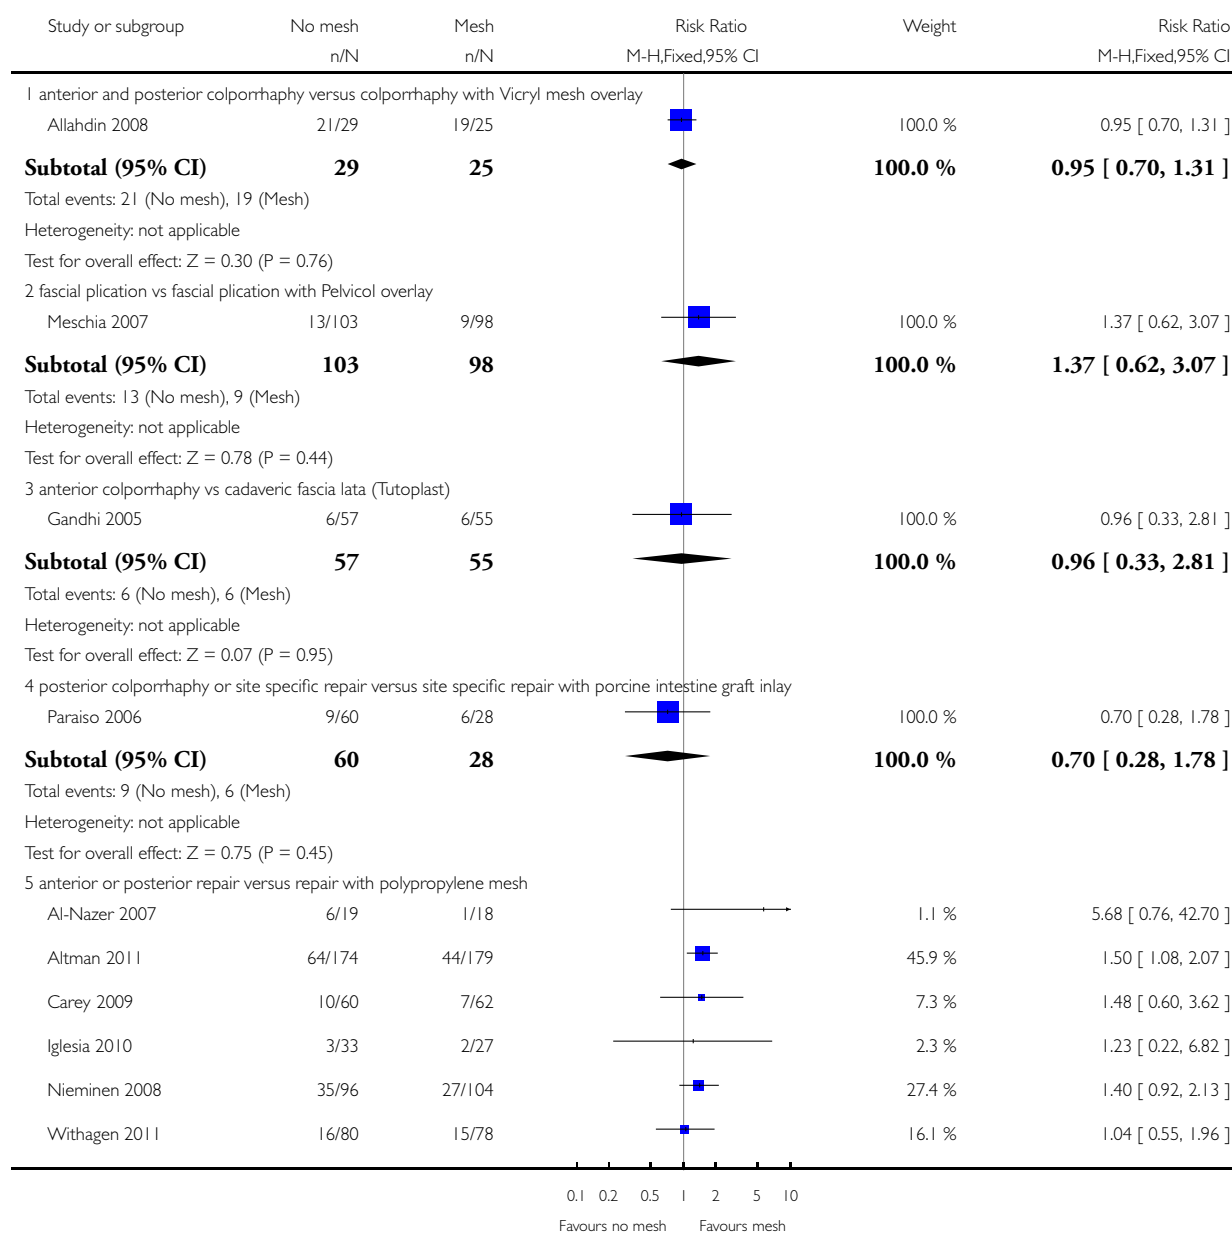 Study or subgroup No mesh Mesh Risk Ratio Weight Risk Ratio
n/N n/N M-H,Fixed,95% CI M-H,Fixed,95% CI
1 anterior and posterior colporrhaphy versus colporrhaphy with Vicryl mesh overlay
Allahdin 2008 21/29 19/25 100.0 % 0.95 [ 0.70, 1.31 ]
Subtotal (95% CI) 29 25 100.0 % 0.95 [ 0.70, 1.31 ]
Total events: 21 (No mesh), 19 (Mesh)
Heterogeneity: not applicable
Test for overall effect: Z = 0.30 (P = 0.76)
2 fascial plication vs fascial plication with Pelvicol overlay
Meschia 2007 13/103 9/98 100.0 % 1.37 [ 0.62, 3.07 ]
Subtotal (95% CI) 103 98 100.0 % 1.37 [ 0.62, 3.07 ]
Total events: 13 (No mesh), 9 (Mesh)
Heterogeneity: not applicable
Test for overall effect: Z = 0.78 (P = 0.44)
3 anterior colporrhaphy vs cadaveric fascia lata (Tutoplast)
Gandhi 2005 6/57 6/55 100.0 % 0.96 [ 0.33, 2.81 ]
Subtotal (95% CI) 57 55 100.0 % 0.96 [ 0.33, 2.81 ]
Total events: 6 (No mesh), 6 (Mesh)
Heterogeneity: not applicable
Test for overall effect: Z = 0.07 (P = 0.95)
4 posterior colporrhaphy or site specific repair versus site specific repair with porcine intestine graft inlay
Paraiso 2006 9/60 6/28 100.0 % 0.70 [ 0.28, 1.78 ]
Subtotal (95% CI) 60 28 100.0 % 0.70 [ 0.28, 1.78 ]
Total events: 9 (No mesh), 6 (Mesh)
Heterogeneity: not applicable
Test for overall effect: Z = 0.75 (P = 0.45)
5 anterior or posterior repair versus repair with polypropylene mesh
Al-Nazer 2007 6/19 1/18 1.1 % 5.68 [ 0.76, 42.70 ]
Altman 2011 64/174 44/179 45.9 % 1.50 [ 1.08, 2.07 ]
Carey 2009 10/60 7/62 7.3 % 1.48 [ 0.60, 3.62 ]
Iglesia 2010 3/33 2/27 2.3 % 1.23 [ 0.22, 6.82 ]
Nieminen 2008 35/96 27/104 27.4 % 1.40 [ 0.92, 2.13 ]
Withagen 2011 16/80 15/78 16.1 % 1.04 [ 0.55, 1.96 ]
0.1 0.2 0.5 1 2 5 10
Favours no mesh Favours mesh